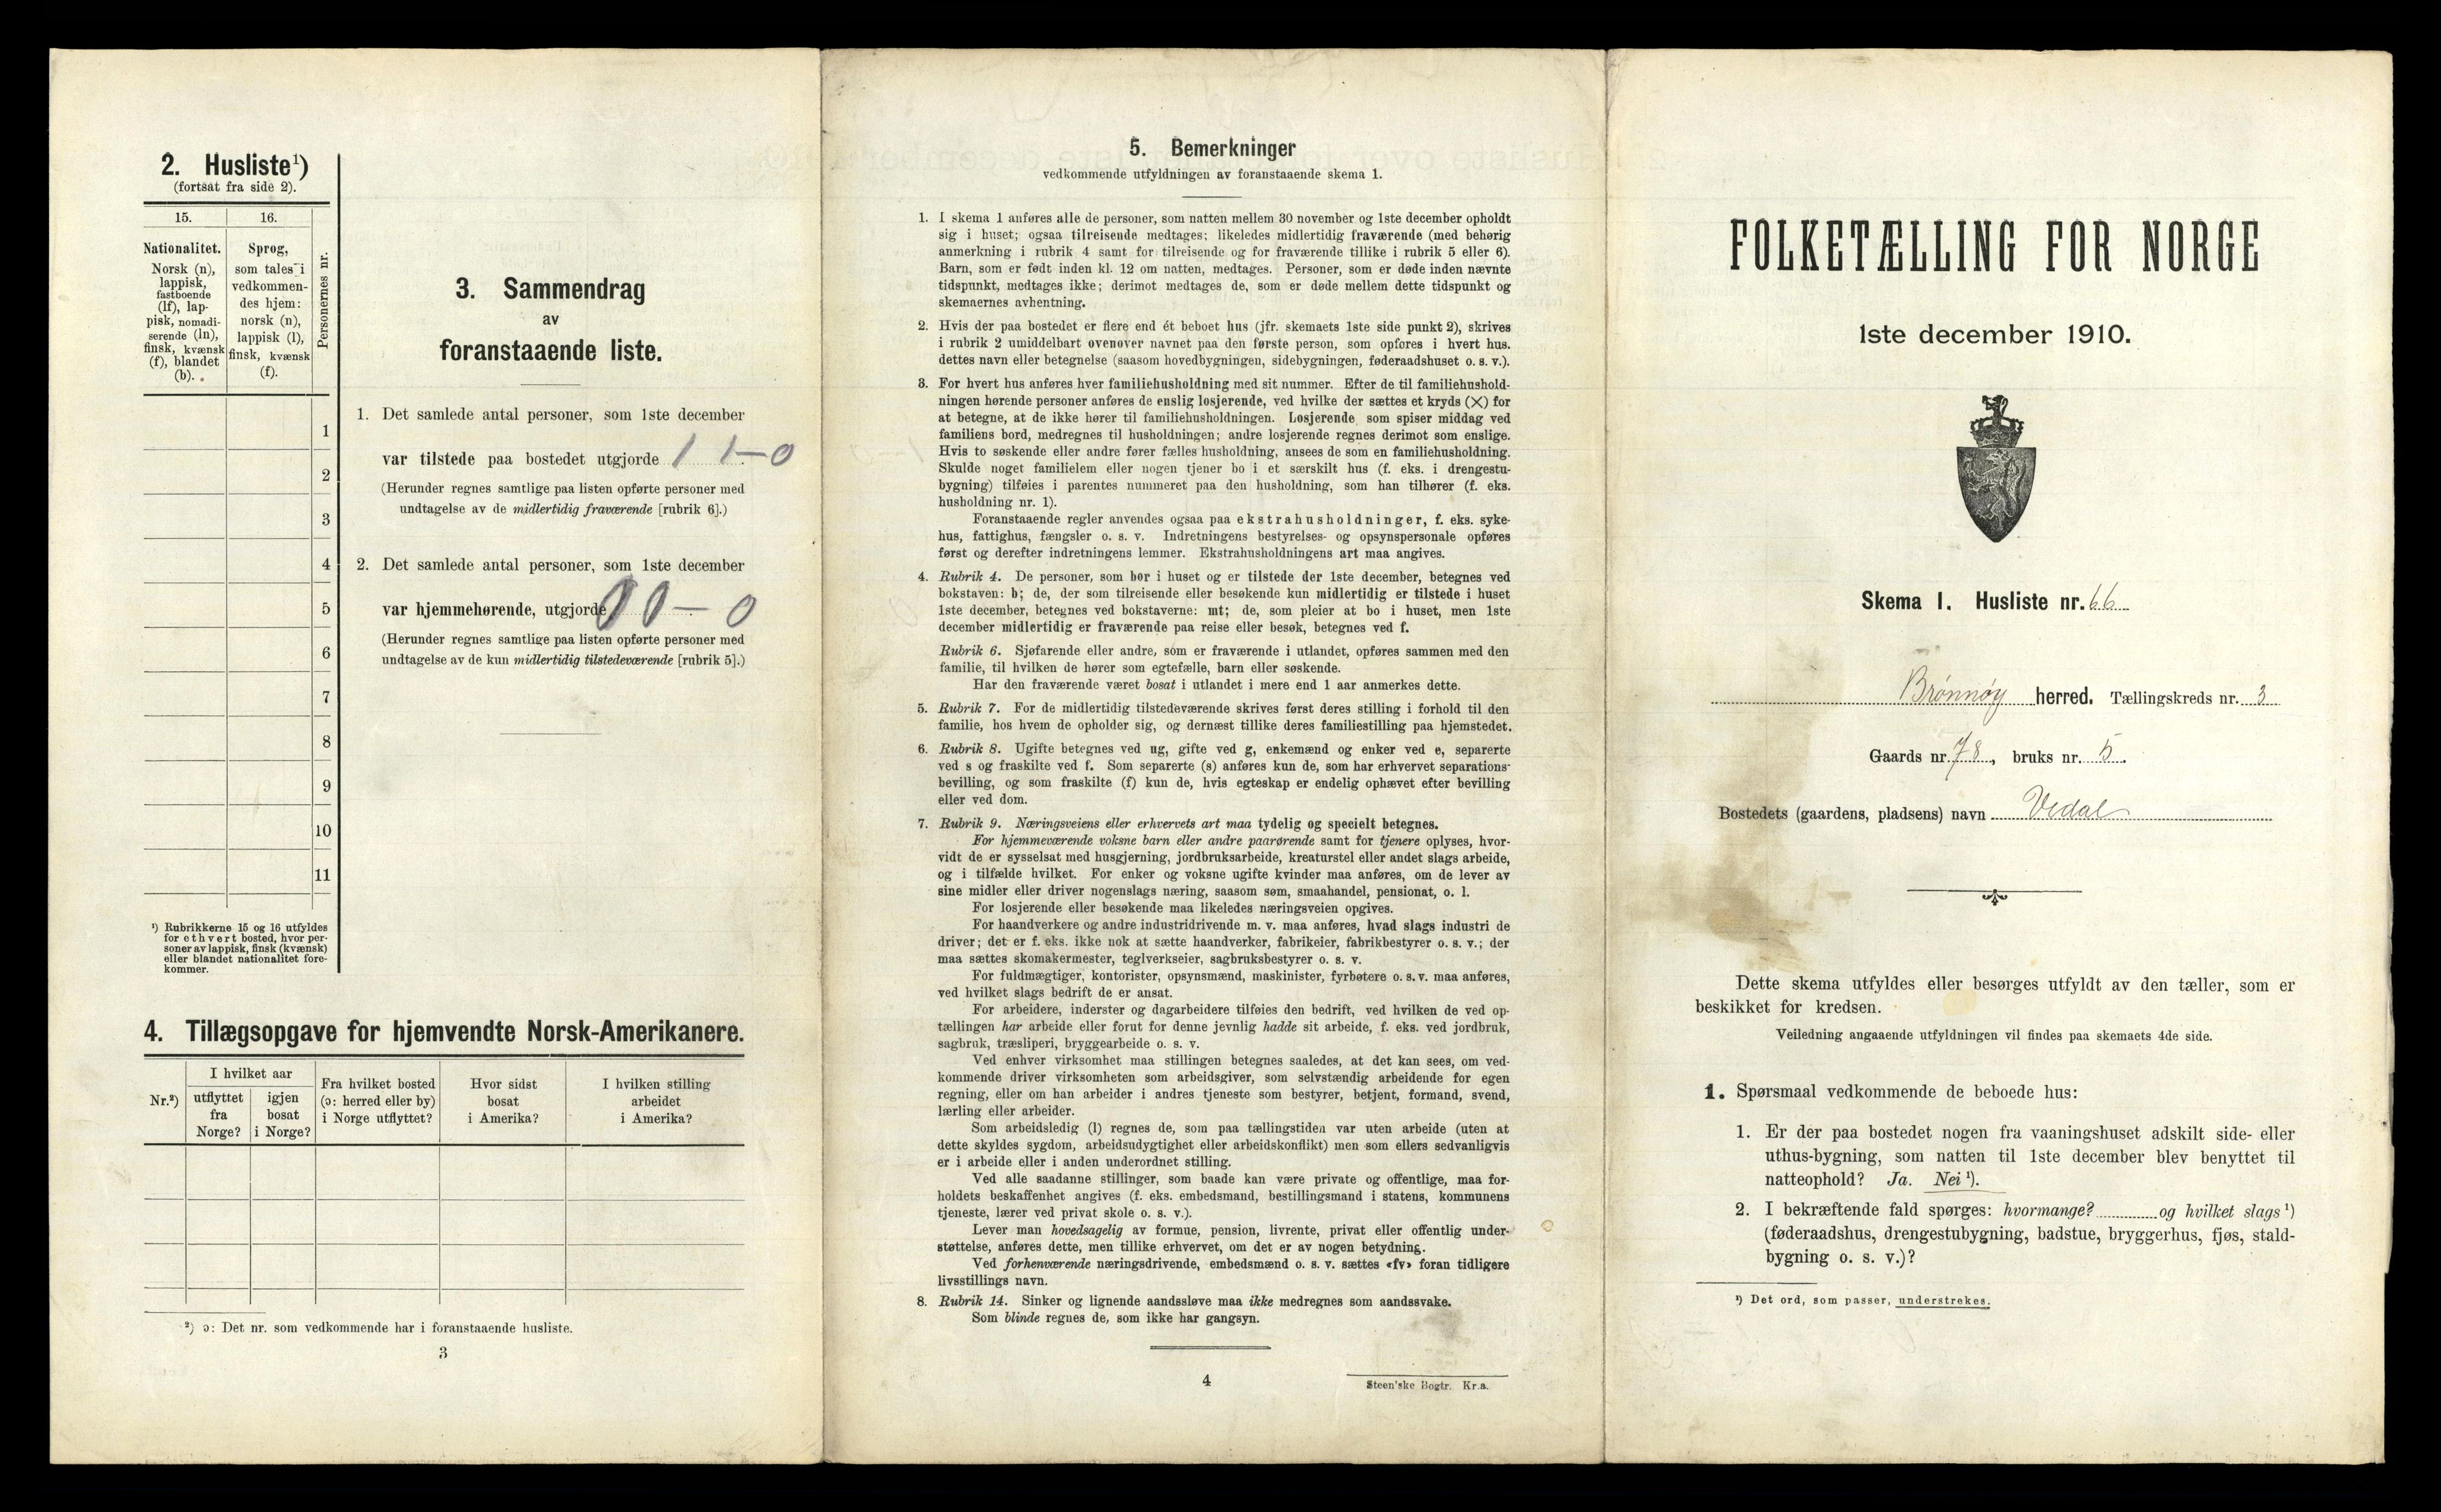 2. Husliste¹)
(fortsat fra side 2).
15.
16.
Personernes nr.
Nationalitet.
Norsk (n),
lappisk,
fastboende
(lf), lap-
pisk, nomadi-
serende (ln),
finsk, kvænsk
(f), blandet
(b).
Sprog,
som tales i
vedkommen-
des hjem:
norsk (n),
lappisk (l),
finsk, kvænsk
(f).
1
2
3
4
5
6
7
8
9
10
11
¹) Rubrikkerne 15 og 16 utfyldes
for ethvert bosted, hvor per-
soner av lappisk, finsk (kvænsk)
eller blandet nationalitet fore-
kommer.
3. Sammendrag
av
foranstaaende liste.
1. Det samlede antal personer, som 1ste december
var tilstede paa bostedet utgjorde 1 1-0
(Herunder regnes samtlige paa listen opførte personer med
undtagelse av de midlertidig fraværende [rubrik 6].)
2. Det samlede antal personer, som 1ste december
var hjemmehørende, utgjorde 0 0-0
(Herunder regnes samtlige paa listen opførte personer med
undtagelse av de kun midlertidig tilstedeværende [rubrik 5].)
4. Tillægsopgave for hjemvendte Norsk-Amerikanere.
Nr.²)
I hvilket aar
utflyttet
fra
Norge?
igjen
bosat
i Norge?
Fra hvilket bosted
(ɔ: herred eller by)
i Norge utflyttet?
Hvor sidst
bosat
i Amerika?
I hvilken stilling
arbeidet
i Amerika?
²) ɔ: Det nr. som vedkommende har i foranstaaende husliste.
3
5. Bemerkninger
vedkommende utfyldningen av foranstaaende skema 1.
1. I skema 1 anføres alle de personer, som natten mellem 30 november og 1ste december opholdt
sig i huset; ogsaa tilreisende medtages; likeledes midlertidig fraværende (med behørig
anmerkning i rubrik 4 samt for tilreisende og for fraværende tillike i rubrik 5 eller 6).
Barn, som er født inden kl. 12 om natten, medtages. Personer, som er døde inden nævnte
tidspunkt, medtages ikke; derimot medtages de, som er døde mellem dette tidspunkt og
skemaernes avhentning.
2. Hvis der paa bostedet er flere end ét beboet hus (jfr. skemaets 1ste side punkt 2), skrives
i rubrik 2 umiddelbart ovenover navnet paa den første person, som opføres i hvert hus.
dettes navn eller betegnelse (saasom hovedbygningen, sidebygningen, føderaadshuset o. s. v.).
3. For hvert hus anføres hver familiehusholdning med sit nummer. Efter de til familiehushold-
ningen hørende personer anføres de enslig losjerende, ved hvilke der sættes et kryds (×) for
at betegne, at de ikke hører til familiehusholdningen. Losjerende som spiser middag ved
familiens bord, medregnes til husholdningen; andre losjerende regnes derimot som enslige.
Hvis to søskende eller andre fører fælles husholdning, ansees de som en familiehusholdning.
Skulde noget familielem eller nogen tjener bo i et særskilt hus (f. eks. i drengestu-
bygning) tilføies i parentes nummeret paa den husholdning, som han tilhører (f. eks.
husholdning nr. 1).
Foranstaaende regler anvendes ogsaa paa ekstrahusholdninger, f. eks. syke-
hus, fattighus, fængsler o. s. v. Indretningens bestyrelses- og opsynspersonale opføres
først og derefter indretningens lemmer. Ekstrahusholdningens art maa angives.
4. Rubrik 4. De personer, som bor i huset og er tilstede der 1ste december, betegnes ved
bokstaven: b; de, der som tilreisende eller besøkende kun midlertidig er tilstede i huset
1ste december, betegnes ved bokstaverne: mt; de, som pleier at bo i huset, men 1ste
december midlertidig er fraværende paa reise eller besøk, betegnes ved f.
Rubrik 6. Sjøfarende eller andre, som er fraværende i utlandet, opføres sammen med den
familie, til hvilken de hører som egtefælle, barn eller søskende.
Har den fraværende været bosat i utlandet i mere end 1 aar anmerkes dette.
5. Rubrik 7. For de midlertidig tilstedeværende skrives først deres stilling i forhold til den
familie, hos hvem de opholder sig, og dernæst tillike deres familiestilling paa hjemstedet.
6. Rubrik 8. Ugifte betegnes ved ug, gifte ved g, enkemænd og enker ved e, separerte
ved s og fraskilte ved f. Som separerte (s) anføres kun de, som har erhvervet separations-
bevilling, og som fraskilte (f) kun de, hvis egteskap er endelig ophævet efter bevilling
eller ved dom.
7. Rubrik 9. Næringsveiens eller erhvervets art maa tydelig og specielt betegnes.
For hjemmeværende voksne barn eller andre paarørende samt for tjenere oplyses, hvor-
vidt de er sysselsat med husgjerning, jordbruksarbeide, kreaturstel eller andet slags arbeide,
og i tilfælde hvilket. For enker og voksne ugifte kvinder maa anføres, om de lever av
sine midler eller driver nogenslags næring, saasom søm, smaahandel, pensionat, o. l.
For losjerende eller besøkende maa likeledes næringsveien opgives.
For haandverkere og andre industridrivende m. v. maa anføres, hvad slags industri de
driver; det er f. eks. ikke nok at sætte haandverker, fabrikeier, fabrikbestyrer o. s. v.; der
maa sættes skomakermester, teglverkseier, sagbruksbestyrer o. s. v.
For fuldmægtiger, kontorister, opsynsmænd, maskinister, fyrbøtere o. s. v. maa anføres,
ved hvilket slags bedrift de er ansat.
For arbeidere, inderster og dagarbeidere tilføies den bedrift, ved hvilken de ved op-
tællingen har arbeide eller forut for denne jevnlig hadde sit arbeide, f. eks. ved jordbruk,
sagbruk, træsliperi, bryggearbeide o. s. v.
Ved enhver virksomhet maa stillingen betegnes saaledes, at det kan sees, om ved-
kommende driver virksomheten som arbeidsgiver, som selvstændig arbeidende for egen
regning, eller om han arbeider i andres tjeneste som bestyrer, betjent, formand, svend,
lærling eller arbeider.
Som arbeidsledig (l) regnes de, som paa tællingstiden var uten arbeide (uten at
dette skyldes sygdom, arbeidsudygtighet eller arbeidskonflikt) men som ellers sedvanligvis
er i arbeide eller i anden underordnet stilling.
Ved alle saadanne stillinger, som baade kan være private og offentlige, maa for-
holdets beskaffenhet angives (f. eks. embedsmand, bestillingsmand i statens, kommunens
tjeneste, lærer ved privat skole o. s. v.).
Lever man hovedsagelig av formue, pension, livrente, privat eller offentlig under-
støttelse, anføres dette, men tillike erhvervet, om det er av nogen betydning.
Ved forhenværende næringsdrivende, embedsmænd o. s. v. sættes «fv» foran tidligere
livsstillings navn.
8. Rubrik 14. Sinker og lignende aandssløve maa ikke medregnes som aandssvake.
Som blinde regnes de, som ikke har gangsyn.
4
Steen'ske Bogtr. Kr.a.
FOLKETÆLLING FOR NORGE
1ste december 1910.
Skema 1. Husliste nr. 66
Brønnøy herred. Tællingskreds nr. 3
Gaards nr. 78, bruks nr. 5.
Bostedets (gaardens, pladsens) navn Vedal
Dette skema utfyldes eller besørges utfyldt av den tæller, som er
beskikket for kredsen.
Veiledning angaaende utfyldningen vil findes paa skemaets 4de side.
1. Spørsmaal vedkommende de beboede hus:
1. Er der paa bostedet nogen fra vaaningshuset adskilt side- eller
uthus-bygning, som natten til 1ste december blev benyttet til
natteophold? Ja. Nei ¹).
2. I bekræftende fald spørges: hvormange? og hvilket slags ¹)
(føderaadshus, drengestubygning, badstue, bryggerhus, fjøs, stald-
bygning o. s. v.)?
¹) Det ord, som passer, understrekes.